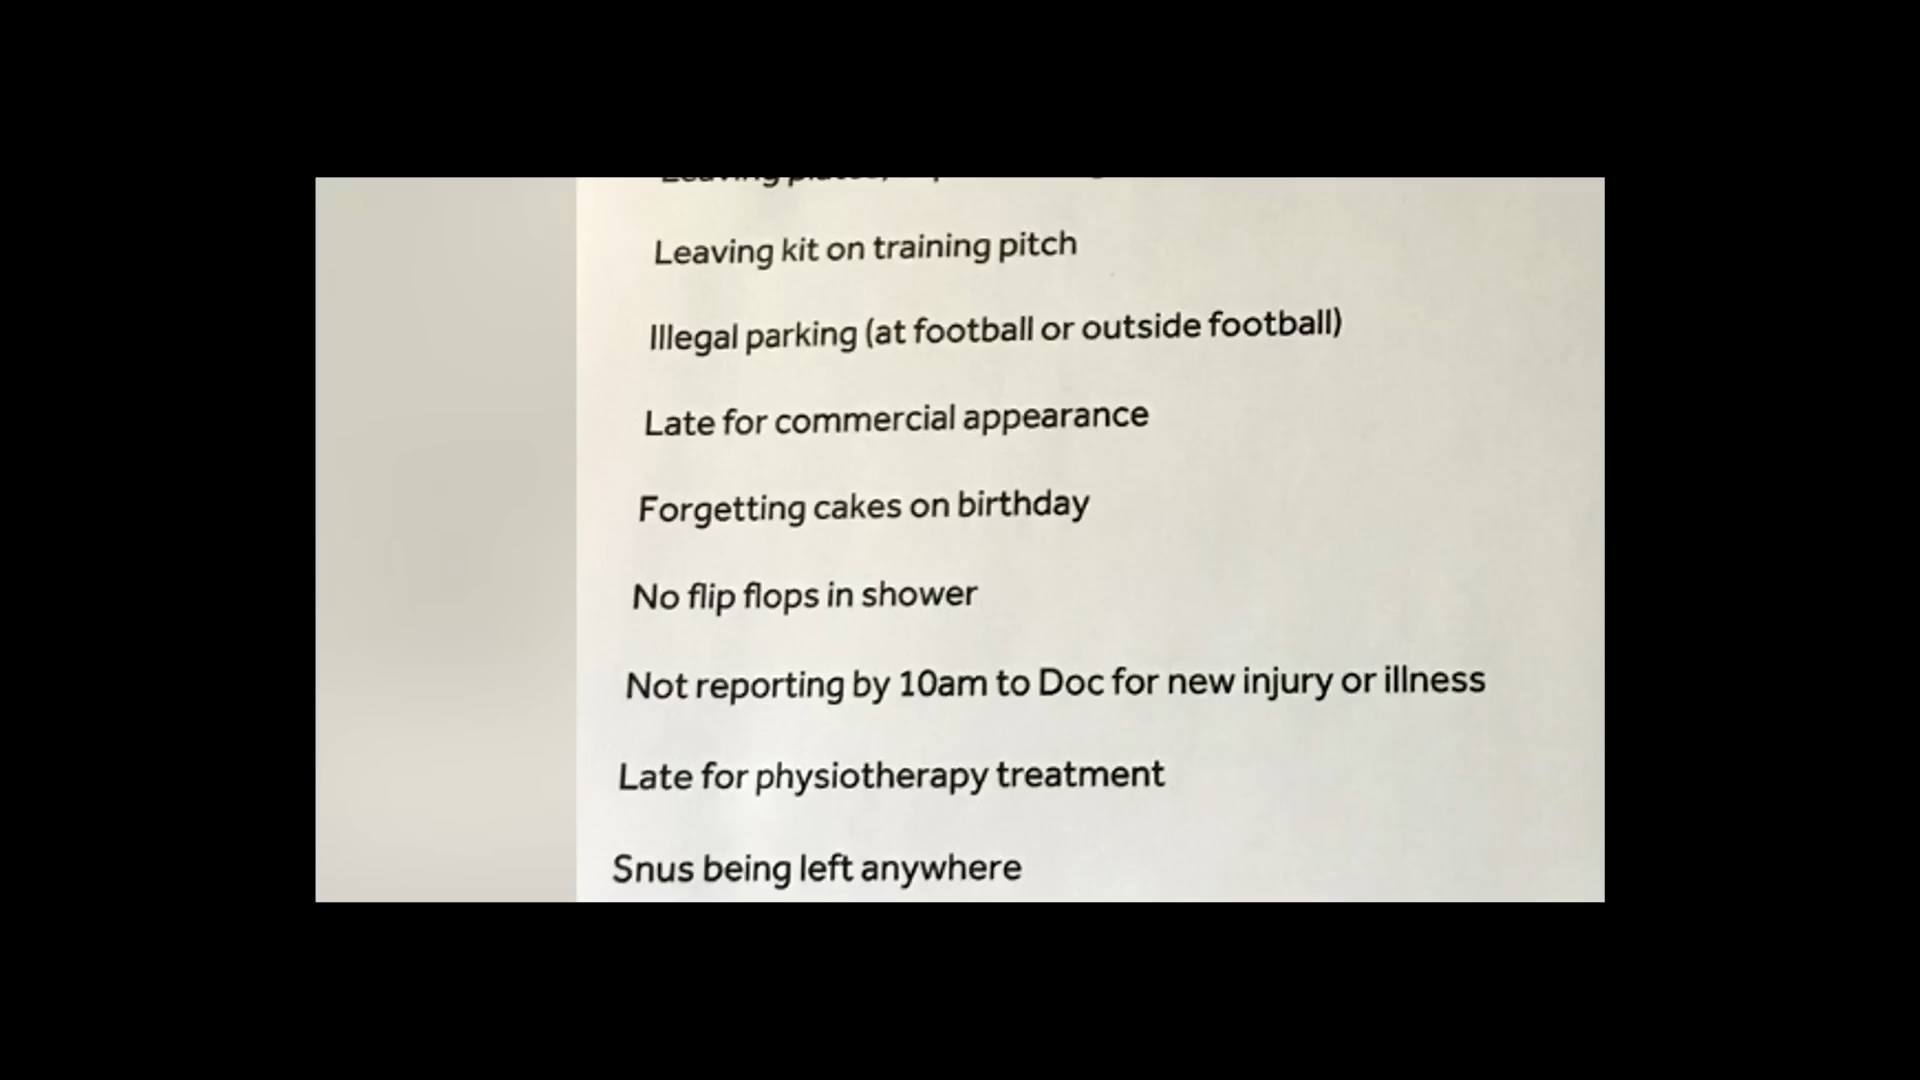 Leaving kit on training pitch
Illegal parking (at football or outside football)
Late for commercial appearance
Forgetting cakes on birthday
No flip flops in shower
Not reporting by 10am to Doc for new injury or illness
Late for physiotherapy treatment
Snus being left anywhere